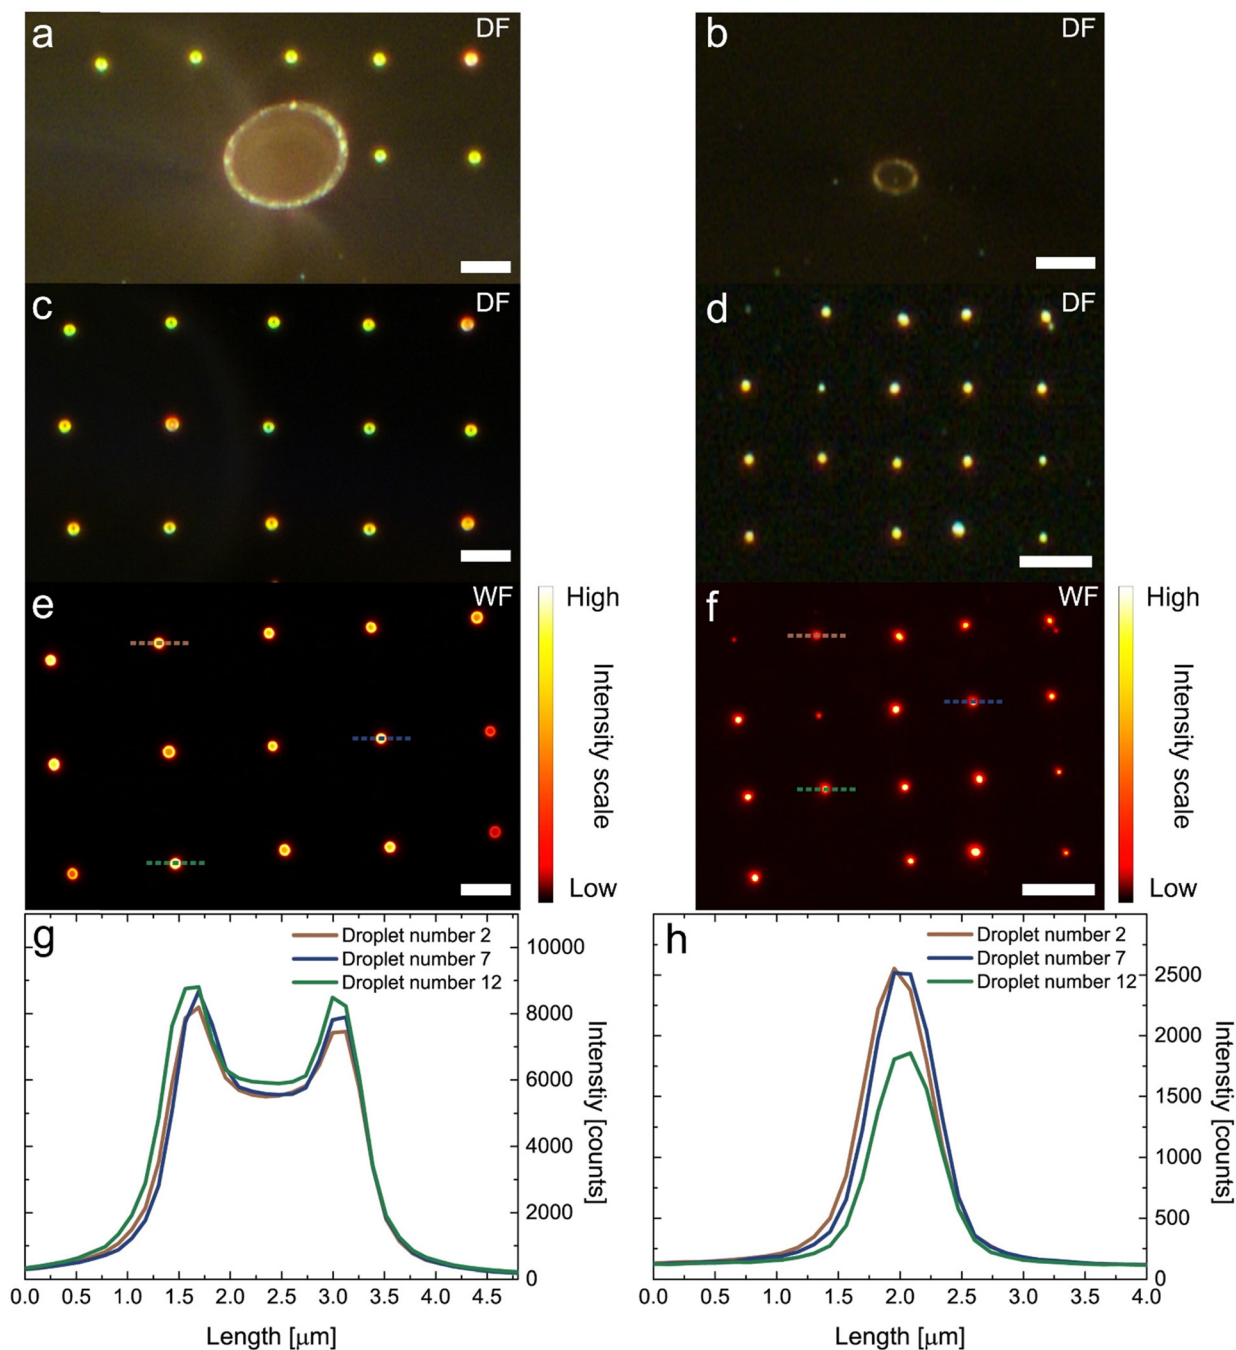 a DF
b DF
c DF
d DF
e WF
High
Intensity scale
Low
f WF
High
Intensity scale
Low
g
Droplet number 2
Droplet number 7
Droplet number 12
10000
8000
6000
4000
2000
0
Intenstiy [counts]
0.0 0.5 1.0 1.5 2.0 2.5 3.0 3.5 4.0 4.5
Length [μm]
h
Droplet number 2
Droplet number 7
Droplet number 12
2500
2000
1500
1000
500
0
Intenstiy [counts]
0.0 0.5 1.0 1.5 2.0 2.5 3.0 3.5 4.0
Length [μm]